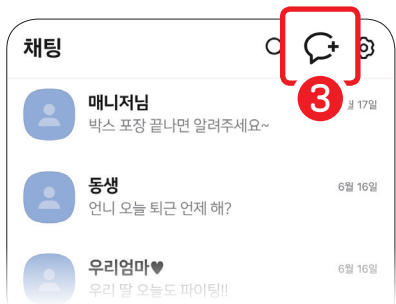 채팅
3
매니저님
월 17일
박스 포장 끝나면 알려주세요~
동생
6월 16일
언니 오늘 퇴근 언제 해?
우리엄마♥
6월 16일
우리 딸 오늘도 파이팅!!